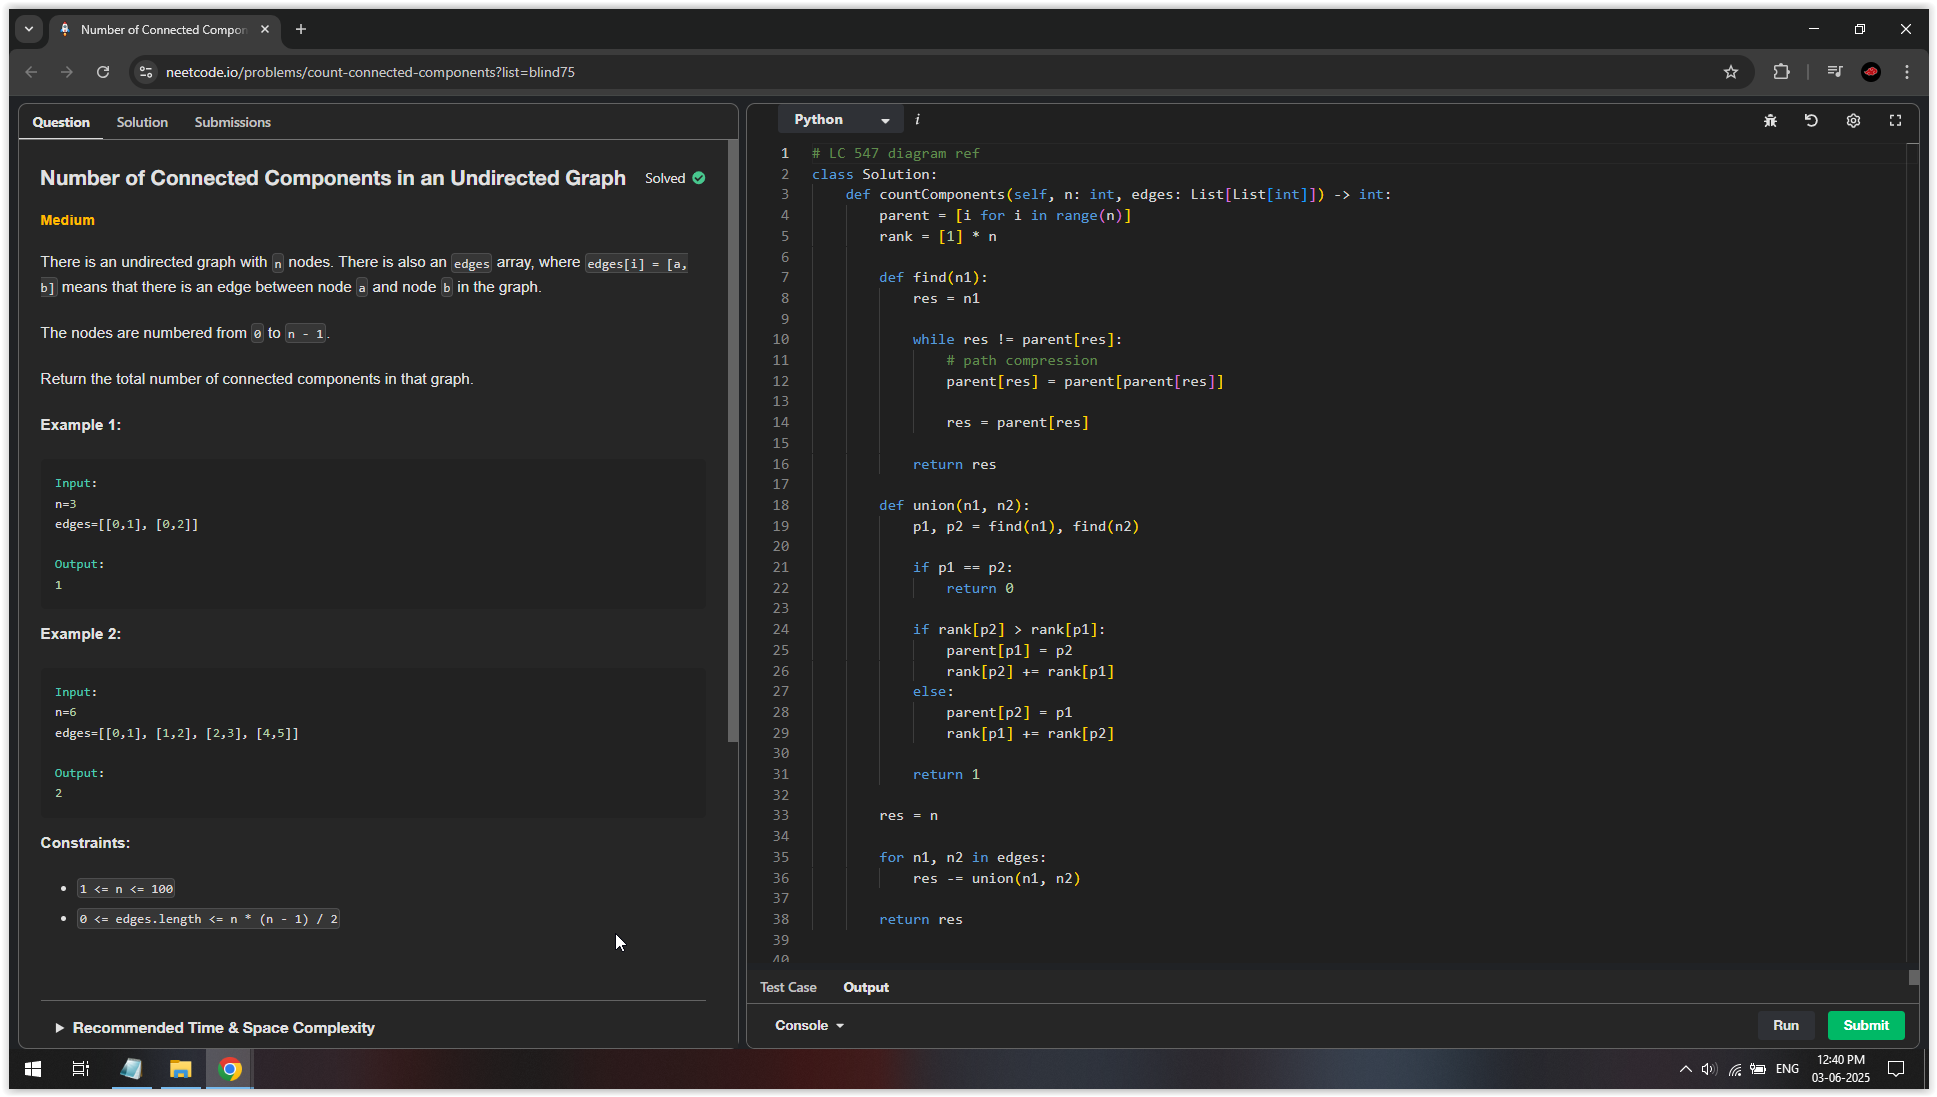 Number of Connected Compon
neetcode.io/problems/count-connected-components?list=blind75
Question Solution Submissions
Number of Connected Components in an Undirected Graph Solved
Medium
There is an undirected graph with n nodes. There is also an edges array, where edges[i] = [a,
b] means that there is an edge between node a and node b in the graph.
The nodes are numbered from 0 to n - 1.
Return the total number of connected components in that graph.
Example 1:
Input:
n=3
edges=[[0,1], [0,2]]
Output:
1
Example 2:
Input:
n=6
edges=[[0,1], [1,2], [2,3], [4,5]]
Output:
2
Constraints:
1 <= n <= 100
0 <= edges.length <= n * (n - 1) / 2
Recommended Time & Space Complexity
Python i
1 # LC 547 diagram ref
2 class Solution:
3     def countComponents(self, n: int, edges: List[List[int]]) -> int:
4         parent = [i for i in range(n)]
5         rank = [1] * n
6
7         def find(n1):
8             res = n1
9
10             while res != parent[res]:
11                 # path compression
12                 parent[res] = parent[parent[res]]
13
14                 res = parent[res]
15
16             return res
17
18         def union(n1, n2):
19             p1, p2 = find(n1), find(n2)
20
21             if p1 == p2:
22                 return 0
23
24             if rank[p2] > rank[p1]:
25                 parent[p1] = p2
26                 rank[p2] += rank[p1]
27             else:
28                 parent[p2] = p1
29                 rank[p1] += rank[p2]
30
31             return 1
32
33         res = n
34
35         for n1, n2 in edges:
36             res -= union(n1, n2)
37
38         return res
39
40
Test Case Output
Console
Run Submit
ENG
12:40 PM
03-06-2025